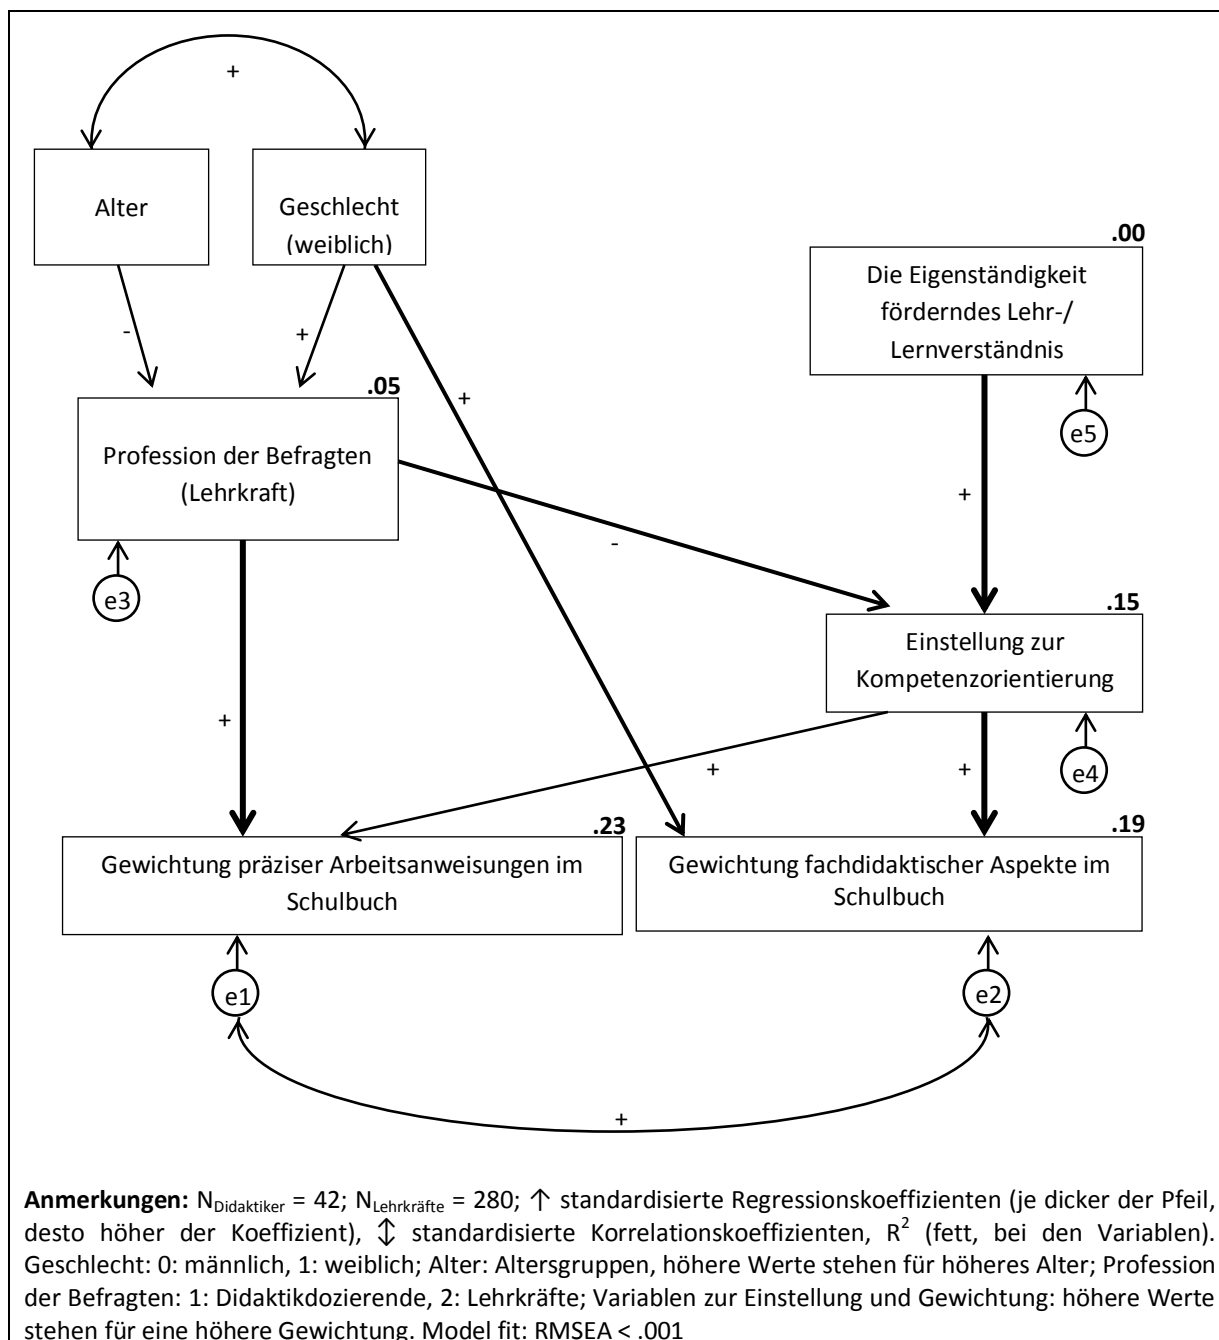 +
Alter
Geschlecht
(weiblich)
.00
Die Eigenständigkeit
förderndes Lehr-/
Lernverständnis
-
+
.05
+
e5
Profession der Befragten
(Lehrkraft)
+
-
e3
.15
Einstellung zur
Kompetenzorientierung
+
+
+
e4
.23
.19
Gewichtung präziser Arbeitsanweisungen im
Schulbuch
Gewichtung fachdidaktischer Aspekte im
Schulbuch
e1
e2
+
Anmerkungen: N_Didaktiker = 42; N_Lehrkräfte = 280; ↑ standardisierte Regressionskoeffizienten (je dicker der Pfeil,
desto höher der Koeffizient), ↕ standardisierte Korrelationskoeffizienten, R² (fett, bei den Variablen).
Geschlecht: 0: männlich, 1: weiblich; Alter: Altersgruppen, höhere Werte stehen für höheres Alter; Profession
der Befragten: 1: Didaktikdozierende, 2: Lehrkräfte; Variablen zur Einstellung und Gewichtung: höhere Werte
stehen für eine höhere Gewichtung. Model fit: RMSEA < .001